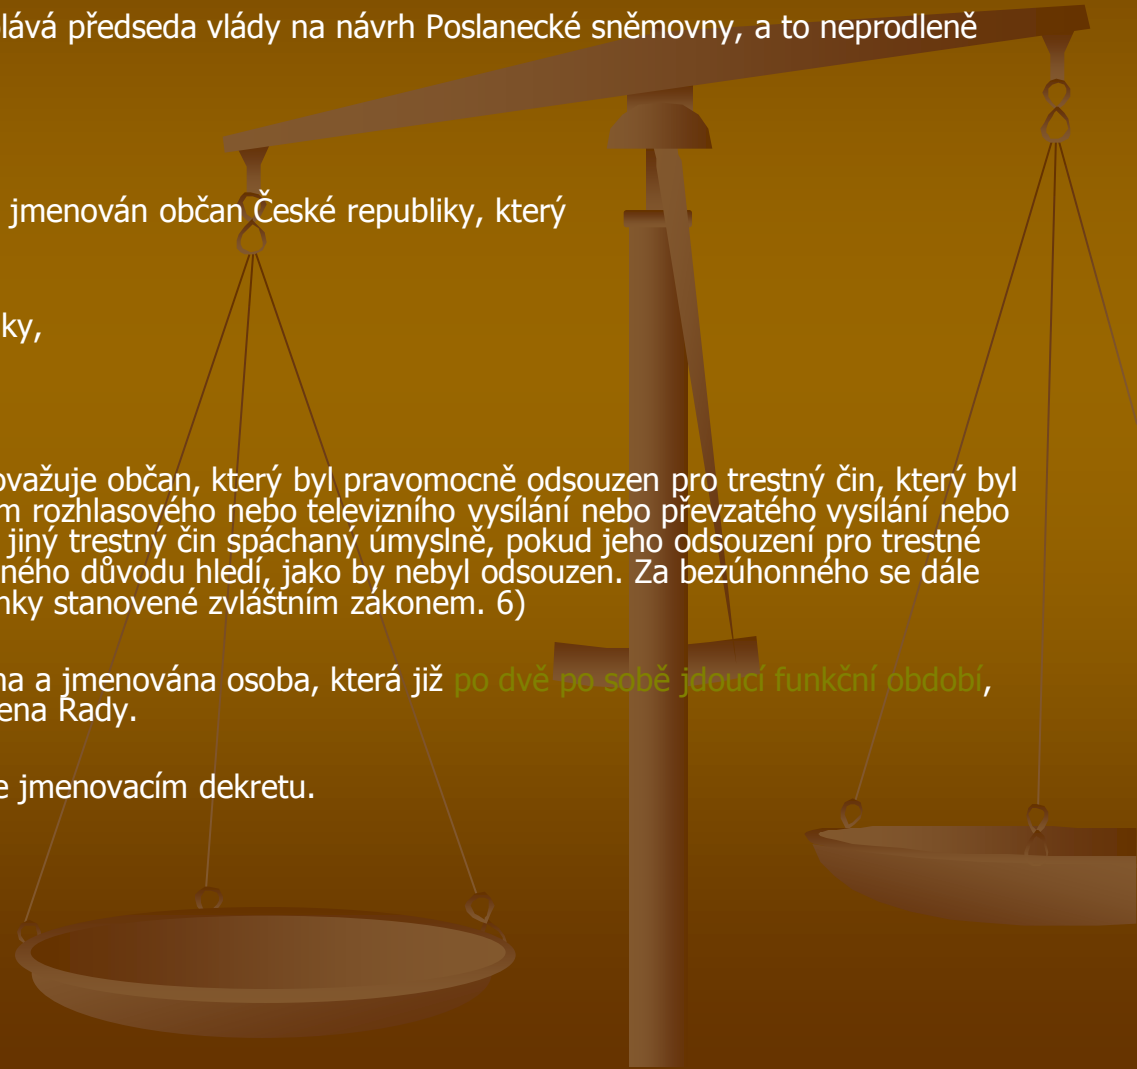 lává předseda vlády na návrh Poslanecké sněmovny, a to neprodleně
jmenován občan České republiky, který
ky,
ovažuje občan, který byl pravomocně odsouzen pro trestný čin, který byl
m rozhlasového nebo televizního vysílání nebo převzatého vysílání nebo
jiný trestný čin spáchaný úmyslně, pokud jeho odsouzení pro trestné
ného důvodu hledí, jako by nebyl odsouzen. Za bezúhonného se dále
nky stanovené zvláštním zákonem. 6)
na a jmenována osoba, která již po dvě po sobě jdoucí funkční období,
ena Rady.
e jmenovacím dekretu.